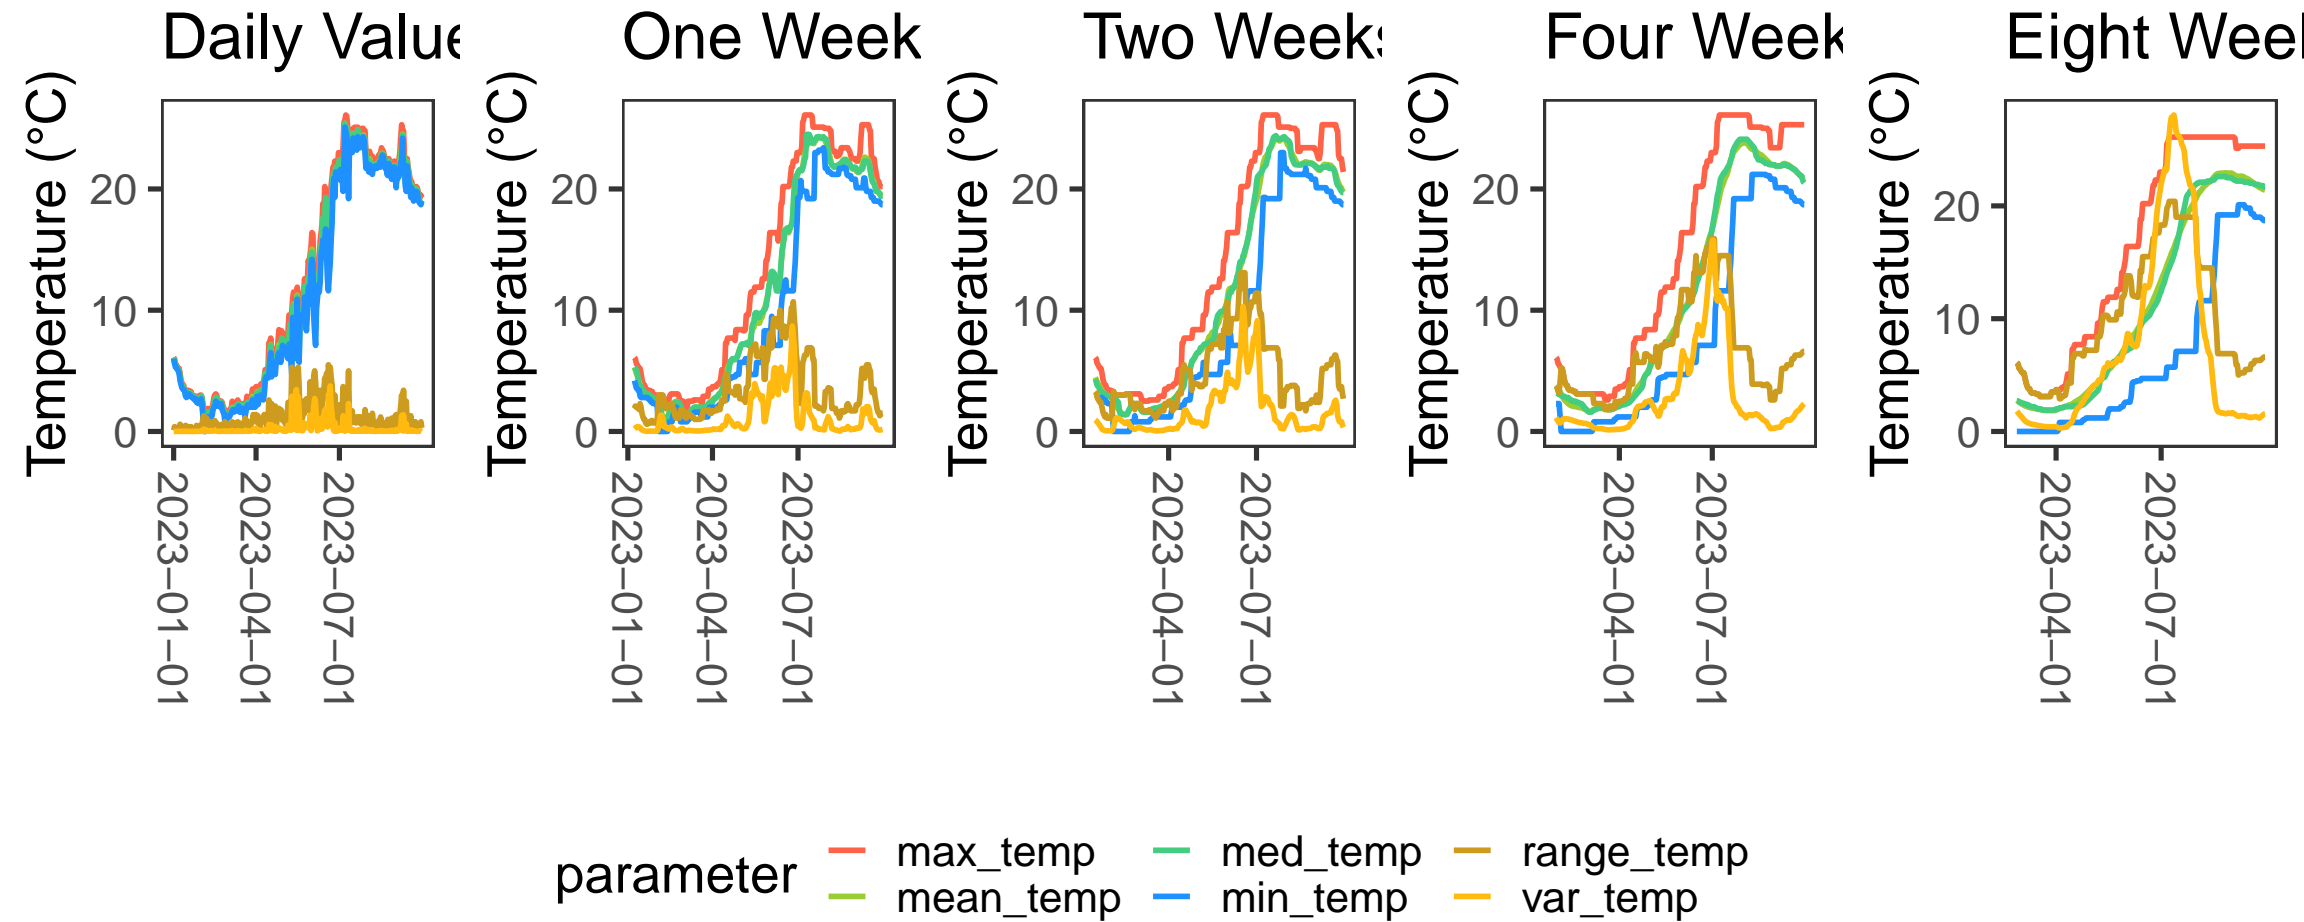 Daily Value
One Week
Two Weeks
Four Week
Eight Weel
Temperature (°C)
20
10
0
2023−01−01
2023−04−01
2023−07−01
Temperature (°C)
20
10
0
2023−01−01
2023−04−01
2023−07−01
Temperature (°C)
20
10
0
2023−04−01
2023−07−01
Temperature (°C)
20
10
0
2023−04−01
2023−07−01
Temperature (°C)
20
10
0
2023−04−01
2023−07−01
parameter
max_temp
mean_temp
med_temp
min_temp
range_temp
var_temp